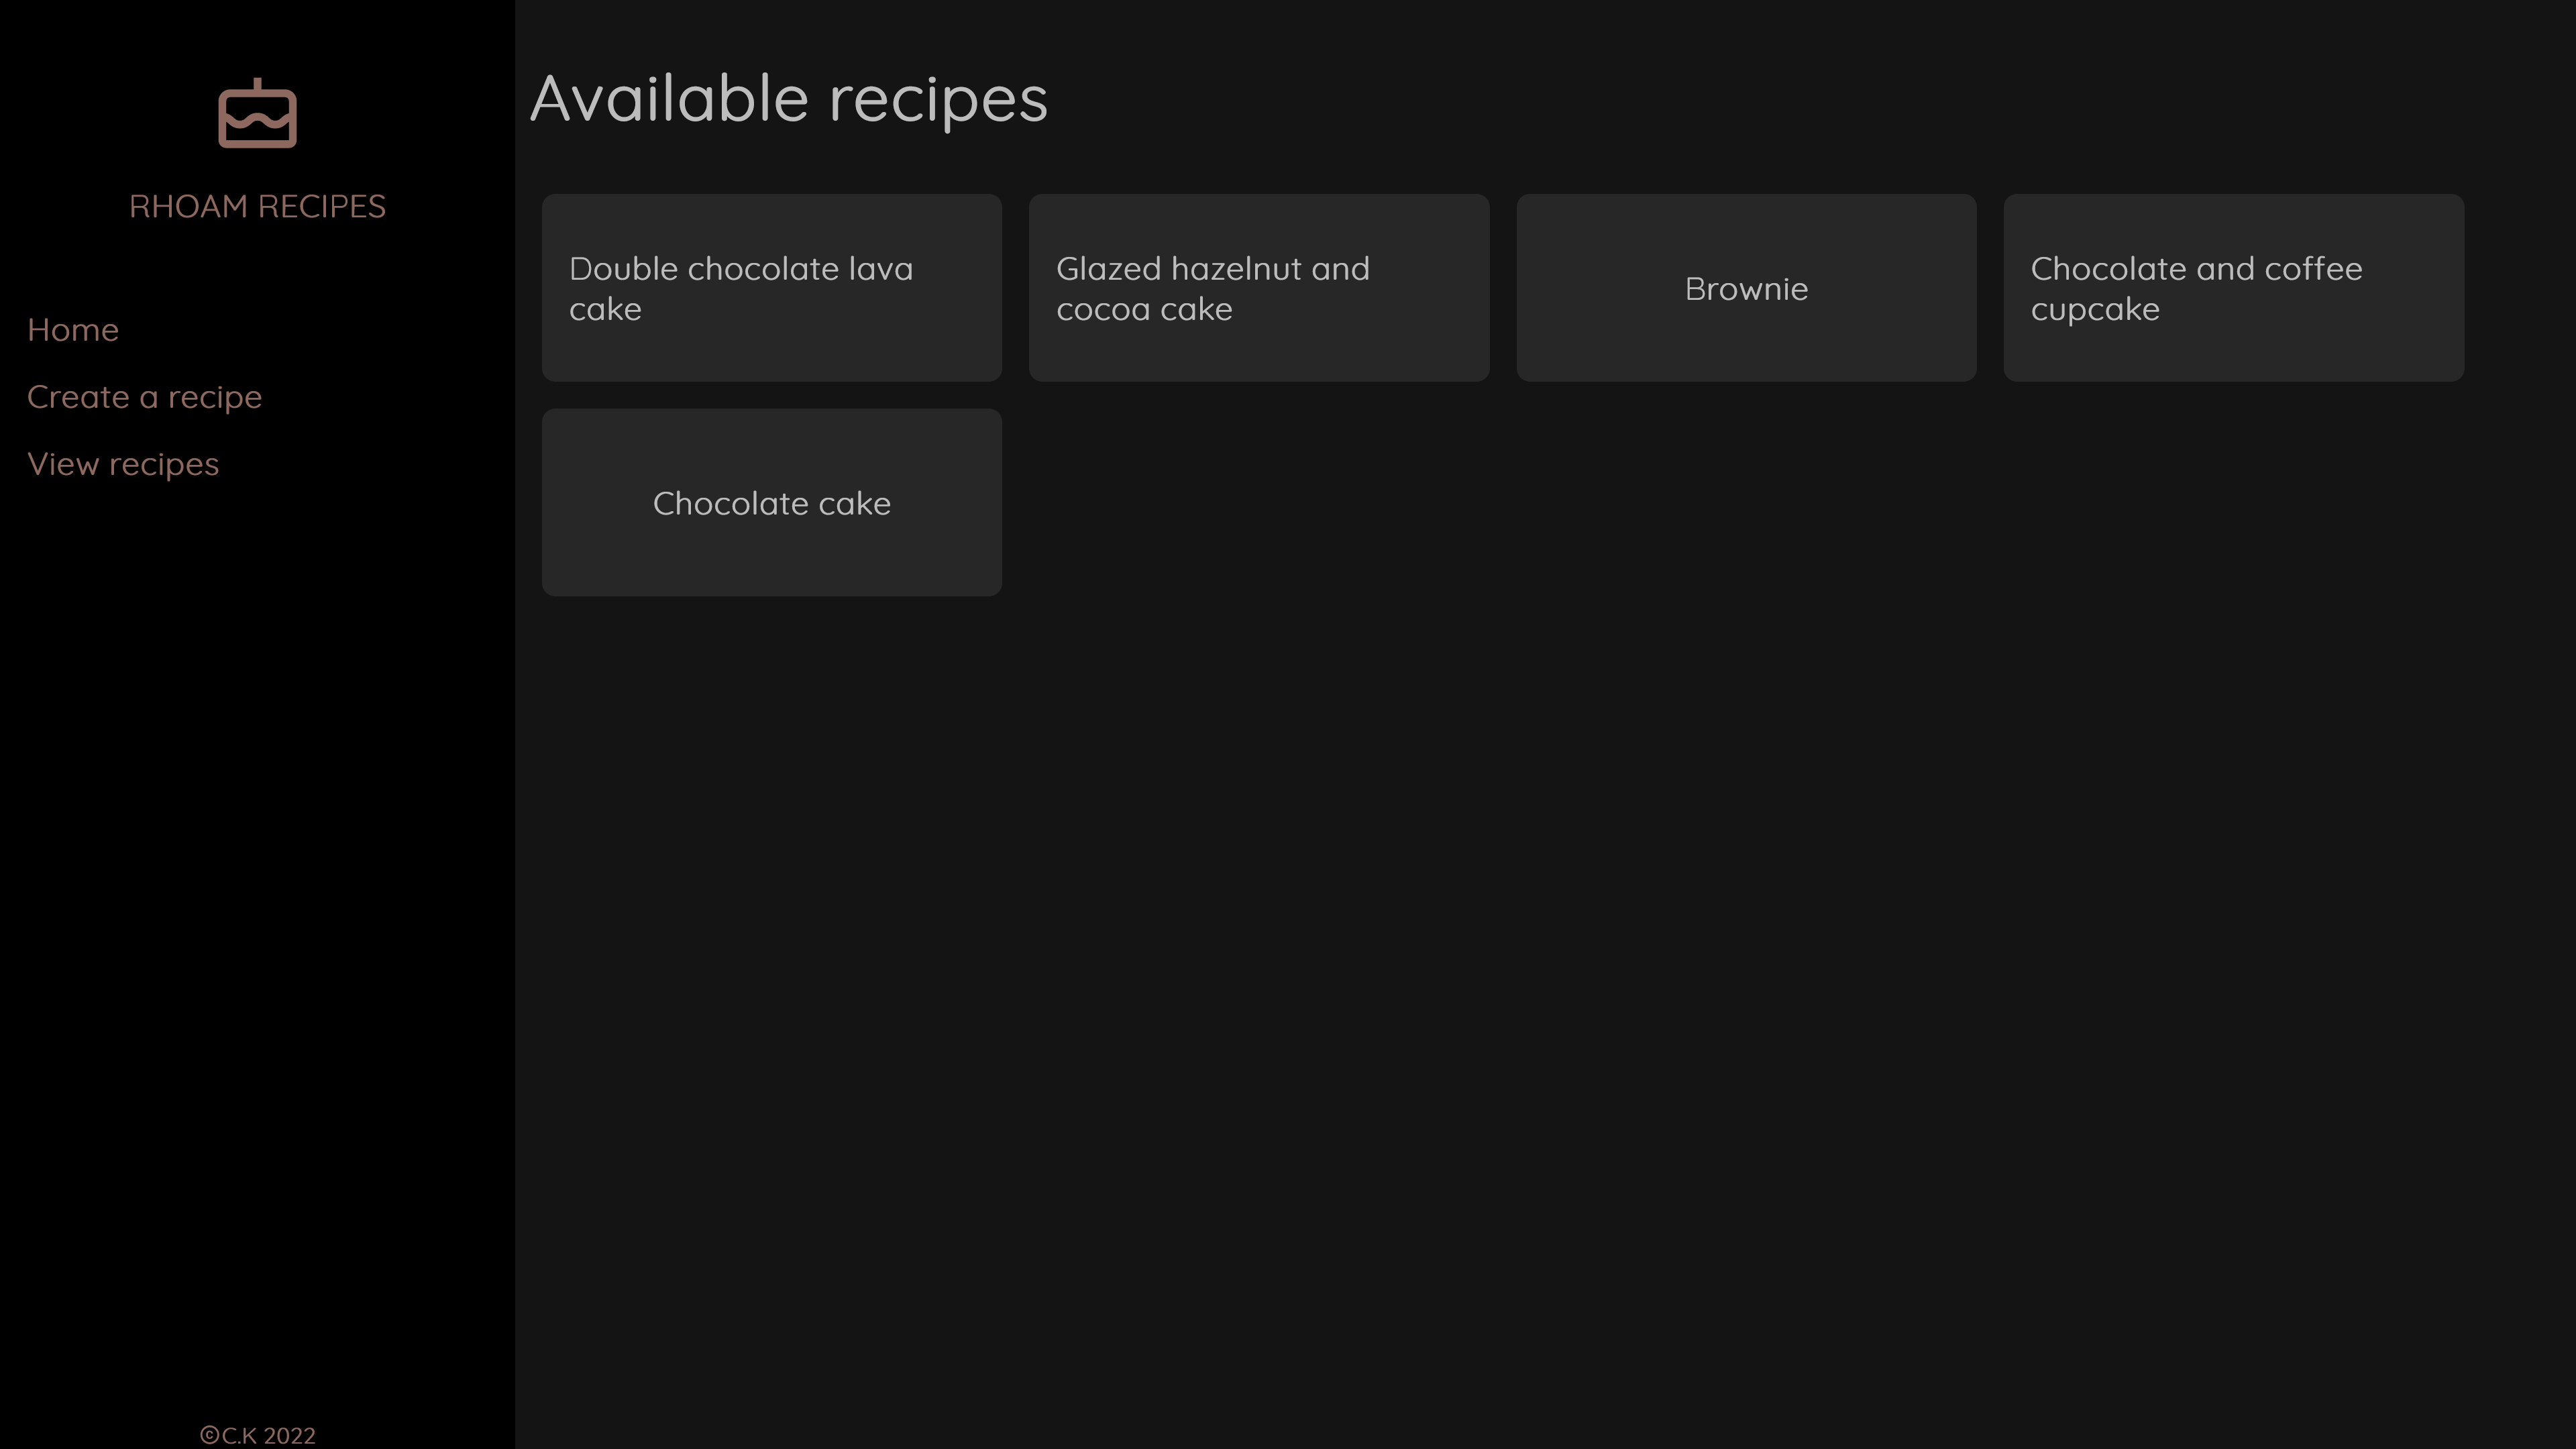 RHOAM RECIPES
Home
Create a recipe
View recipes
©C.K 2022
Available recipes
Double chocolate lava
cake
Glazed hazelnut and
cocoa cake
Brownie
Chocolate and coffee
cupcake
Chocolate cake